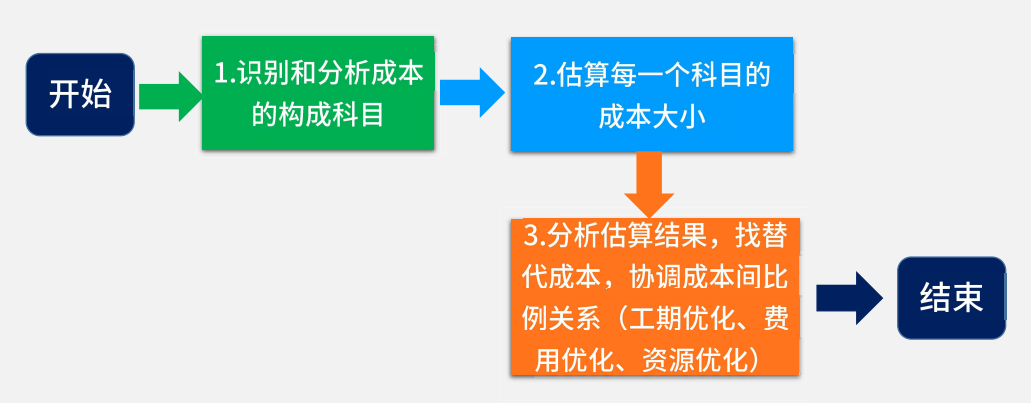 开始
1.识别和分析成本
的构成科目
2.估算每一个科目的
成本大小
3.分析估算结果，找替
代成本，协调成本间比
例关系（工期优化、费
用优化、资源优化）
结束